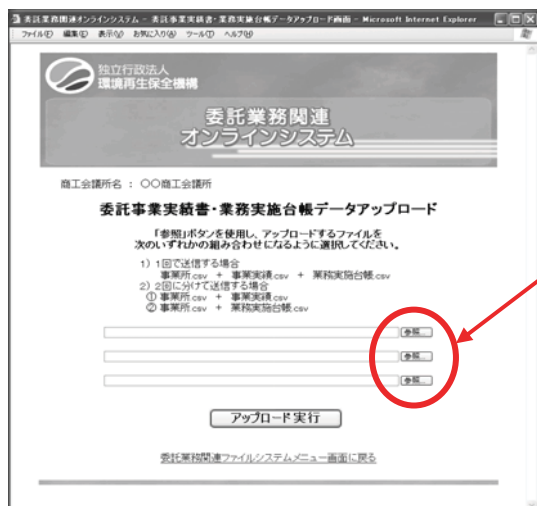 委託業務関連オンラインシステム - 委託事業実績書・業務実施台帳データアップロード画面 - Microsoft Internet Explorer
ファイル(F) 編集(E) 表示(V) お気に入り(A) ツール(T) ヘルプ(H)
独立行政法人
環境再生保全機構
委託業務関連
オンラインシステム
商工会議所名 : 〇〇商工会議所
委託事業実績書・業務実施台帳データアップロード
「参照」ボタンを使用し、アップロードするファイルを
次のいずれかの組み合わせになるように選択してください。
1) 1回で送信する場合
事業所.csv + 事業実績.csv + 業務実施台帳.csv
2) 2回に分けて送信する場合
① 事業所.csv + 事業実績.csv
② 事業所.csv + 業務実施台帳.csv
参照...
参照...
参照...
アップロード実行
委託業務関連ファイルシステムメニュー画面に戻る